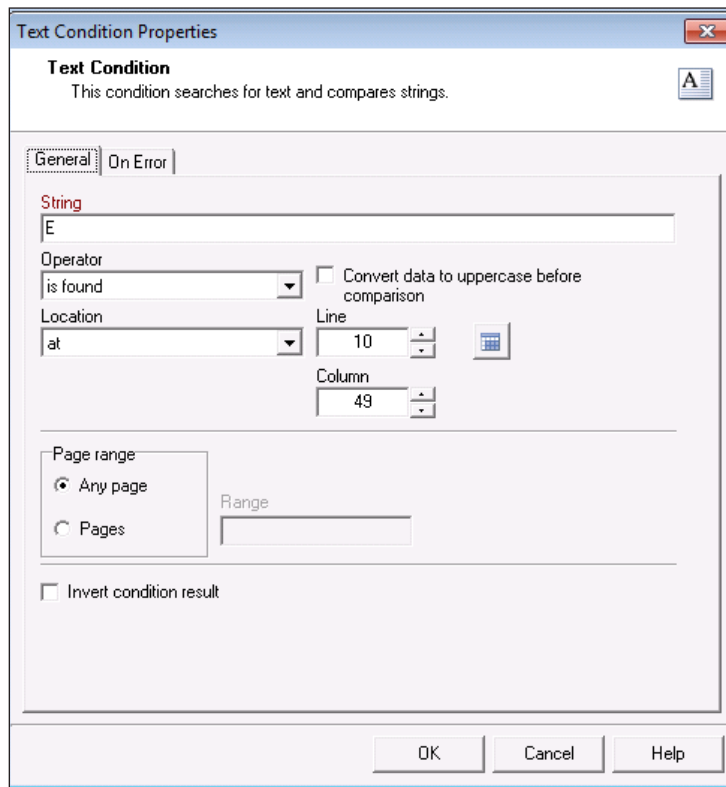 Text Condition Properties
Text Condition
This condition searches for text and compares strings.
A
General On Error
String
E
Operator
is found
Convert data to uppercase before
comparison
Location
at
Line
10
Column
49
Page range
Any page
Pages
Range
Invert condition result
OK Cancel Help